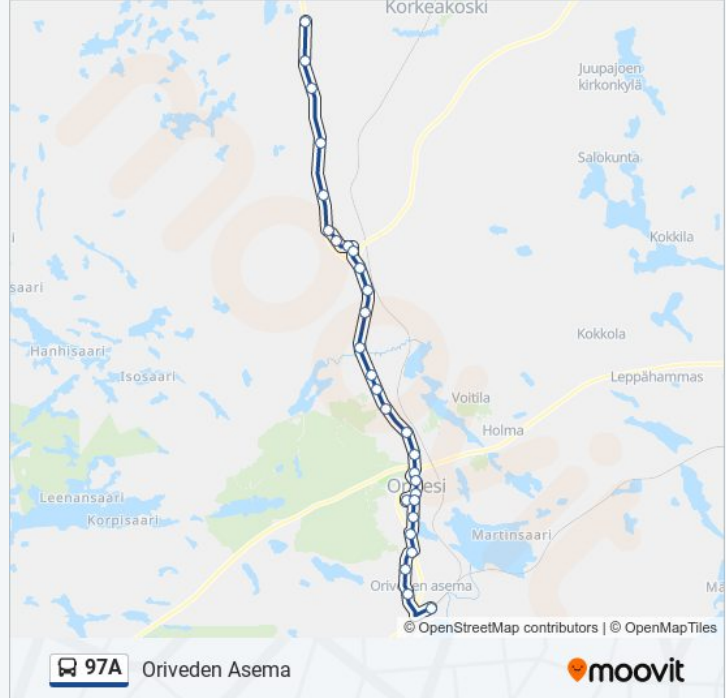 Korkeakoski
Juupajoen
kirkonkylä
Salokunta
i
Kokkila
saari
Kokkola
Hanhisaari
Isosaari
Leppähammas
Voitila
Holma
Leenansaari
Korpisaari
Martinsaari
Oriveden asema
© OpenStreetMap contributors | © OpenMapTiles
97A
Oriveden Asema
moovit